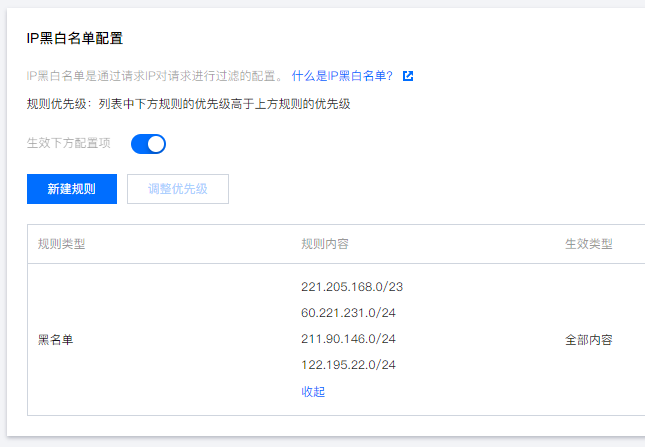 IP黑白名单配置
IP黑白名单是通过请求IP对请求进行过滤的配置。 什么是IP黑白名单?
规则优先级：列表中下方规则的优先级高于上方规则的优先级
生效下方配置项
新建规则 调整优先级
规则类型 规则内容 生效类型
221.205.168.0/23
60.221.231.0/24
211.90.146.0/24
黑名单 全部内容
122.195.22.0/24
收起